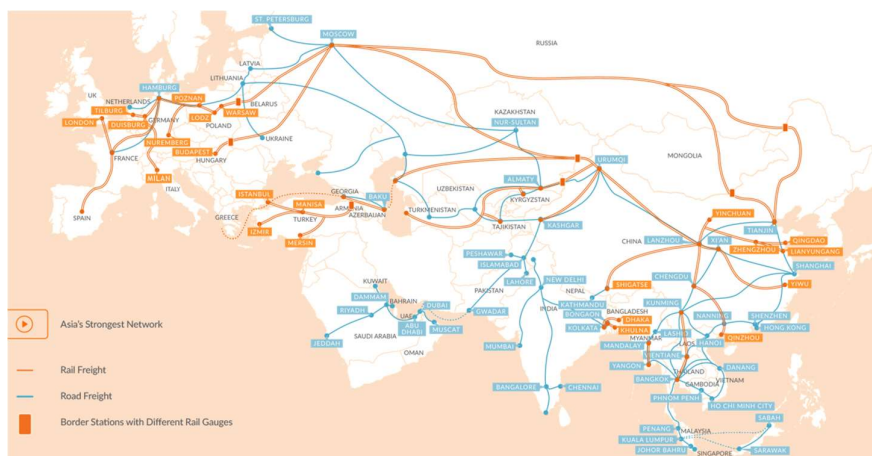 ST. PETERSBURG
MOSCOW
RUSSIA
LATVIA
LITHUANIA
UK
HAMBURG
NETHERLANDS
POZNAN
BELARUS
TILBURG
WARSAW
LONDON
DUISBURG
GERMANY
LODZ
POLAND
KAZAKHSTAN
NUR-SULTAN
UKRAINE
NUREMBERG
BUDAPEST
FRANCE
HUNGARY
MONGOLIA
URUMQI
MILAN
ITALY
ALMATY
UZBEKISTAN
KYRGYZSTAN
ISTANBUL
GEORGIA
BAKU
MANISA
ARMENIA
AZERBAIJAN
TURKMENISTAN
SPAIN
GREECE
TURKEY
TAJIKISTAN
KASHGAR
YINCHUAN
TIANJIN
IZMIR
MERSIN
CHINA
LANZHOU
XI'AN
QINGDAO
ZHENGZHOU
LIANYUNGANG
PESHAWAR
ISLAMABAD
LAHORE
SHANGHAI
CHENGDU
NEW DELHI
SHIGATSE
YIWU
KUWAIT
PAKISTAN
NEPAL
KATHMANDU
DAMMAM
BAHRAIN
DUBAI
INDIA
KUNMING
RIYADH
UAE
GWADAR
BANGLADESH
BONGAON
DHAKA
NANNING
SHENZHEN
Asia's Strongest Network
ABU DHABI
MUSCAT
KOLKATA
KHULNA
LASHIO
HONG KONG
SAUDI ARABIA
JEDDAH
MYANMAR
HANOI
QINZHOU
MUMBAI
MANDALAY
LAOS
OMAN
VIENTIANE
YANGON
THAILAND
DANANG
Rail Freight
BANGKOK
CAMBODIA
VIETNAM
BANGALORE
CHENNAI
Road Freight
PHNOM PENH
HO CHI MINH CITY
SABAH
Border Stations with Different Rail Gauges
PENANG
MALAYSIA
KUALA LUMPUR
JOHOR BAHRU
SINGAPORE
SARAWAK